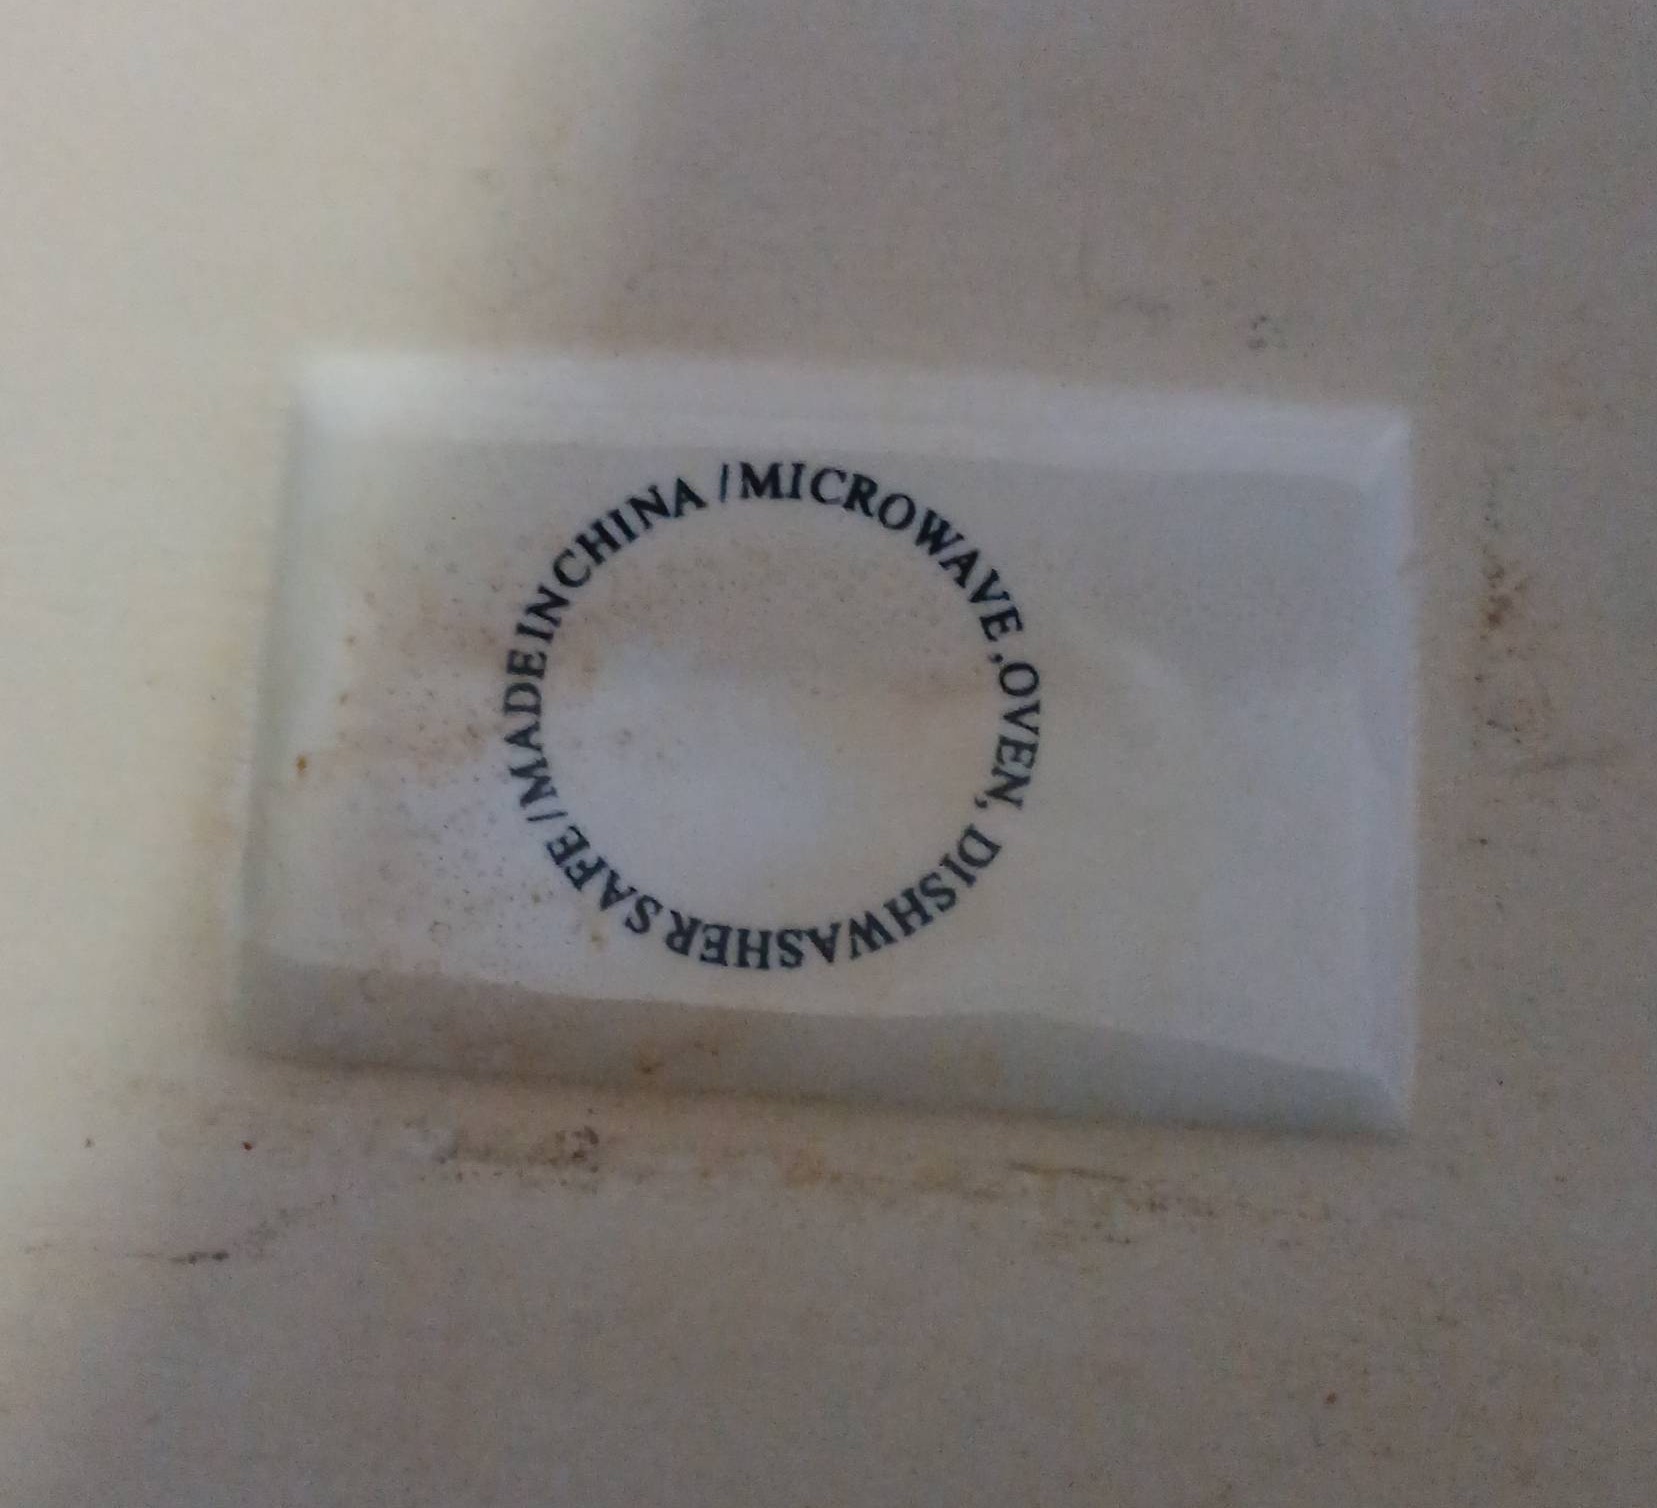 /MICROWAVE,OVEN, DISHWASHER SAFE/MADE IN CHINA